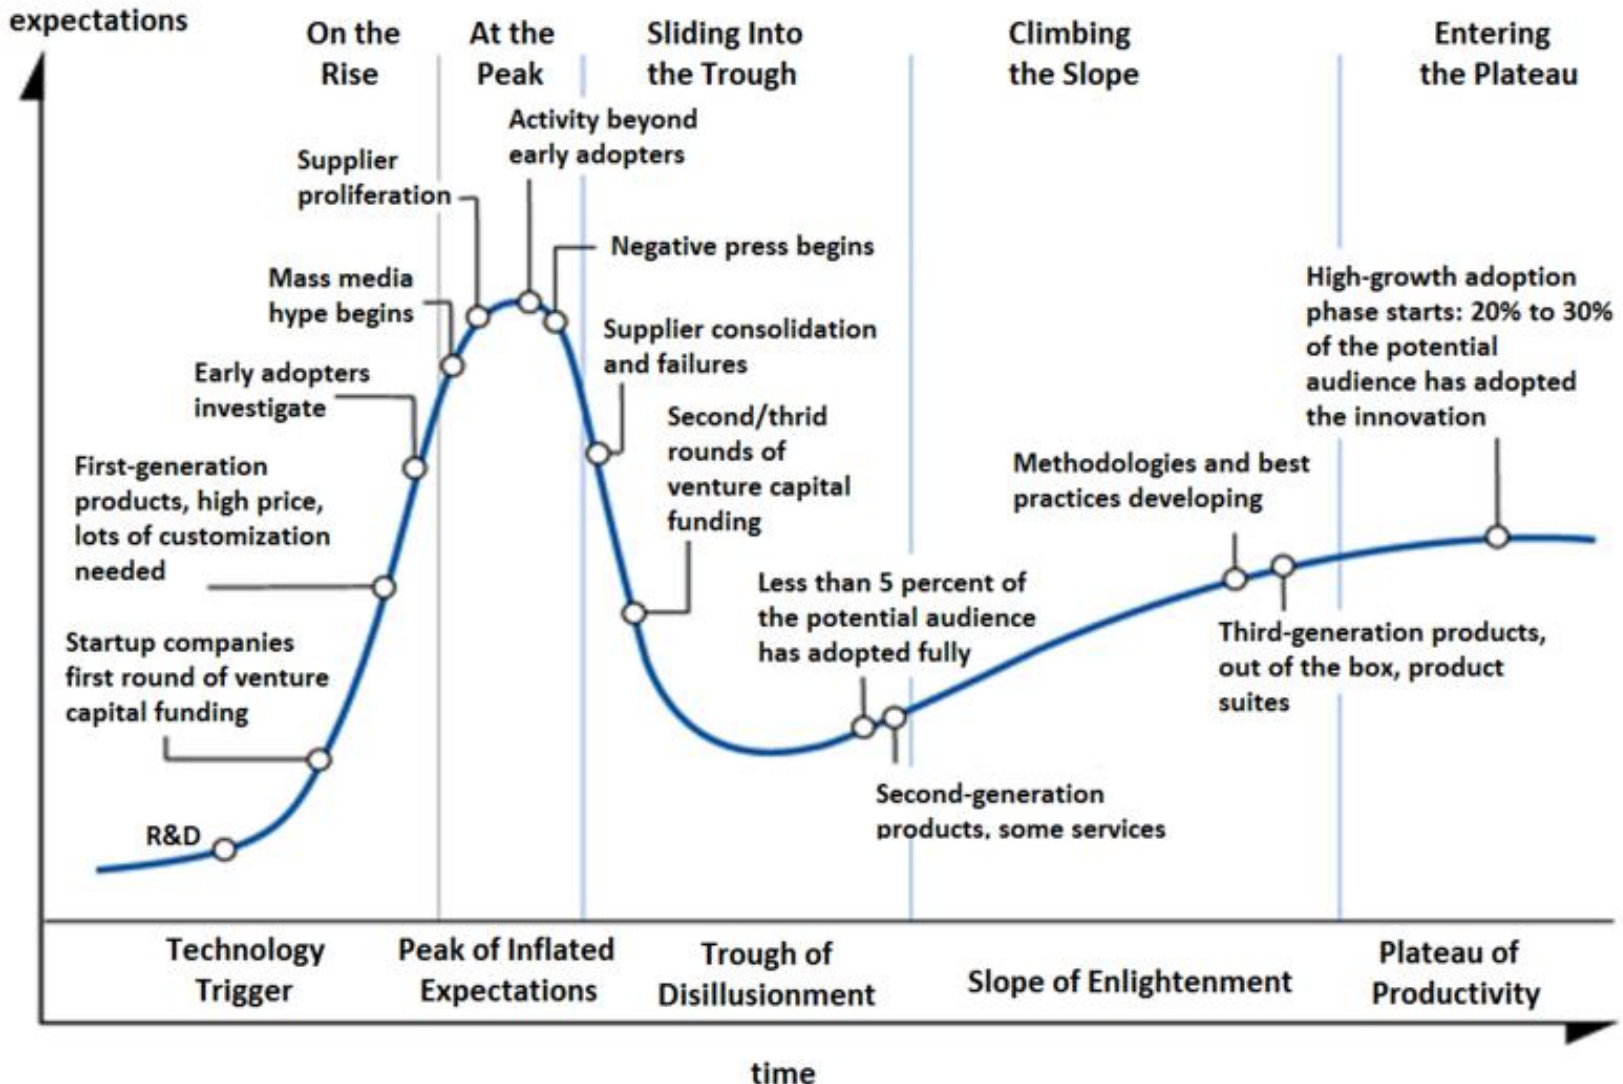 expectations
On the
Rise
At the
Peak
Sliding Into
the Trough
Climbing
the Slope
Entering
the Plateau
Activity beyond
early adopters
Supplier
proliferation
Negative press begins
Mass media
hype begins
High-growth adoption
phase starts: 20% to 30%
of the potential
audience has adopted
the innovation
Supplier consolidation
and failures
Early adopters
investigate
Second/thrid
rounds of
venture capital
funding
First-generation
products, high price,
lots of customization
needed
Methodologies and best
practices developing
Less than 5 percent of
the potential audience
has adopted fully
Startup companies
first round of venture
capital funding
Third-generation products,
out of the box, product
suites
Second-generation
products, some services
R&D
Technology
Trigger
Peak of Inflated
Expectations
Trough of
Disillusionment
Slope of Enlightenment
Plateau of
Productivity
time